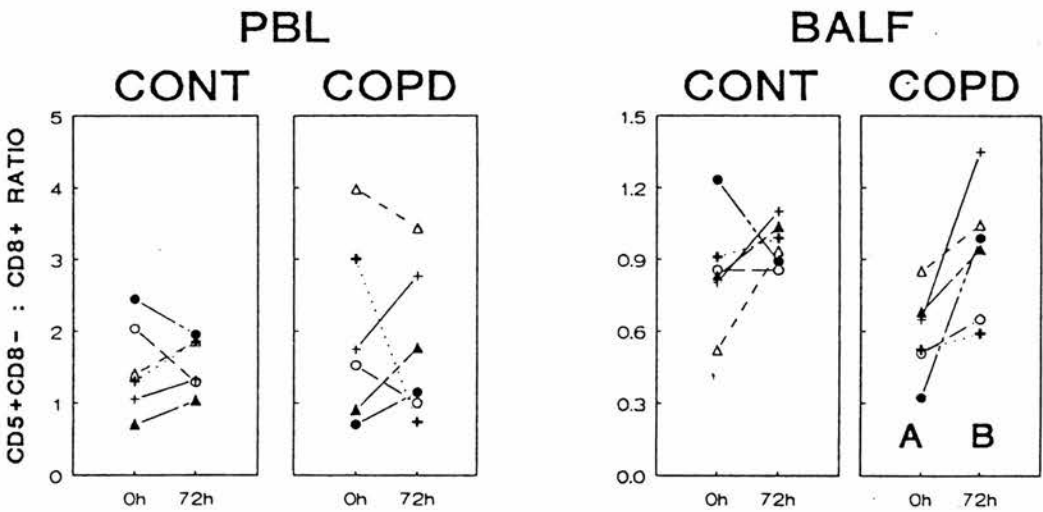 PBL
BALF
CONT
COPD
CONT
COPD
CD5+CD8- : CD8+ RATIO
5
4
3
2
1
0
1.5
1.2
0.9
0.6
0.3
0.0
A
B
0h
72h
0h
72h
0h
72h
0h
72h